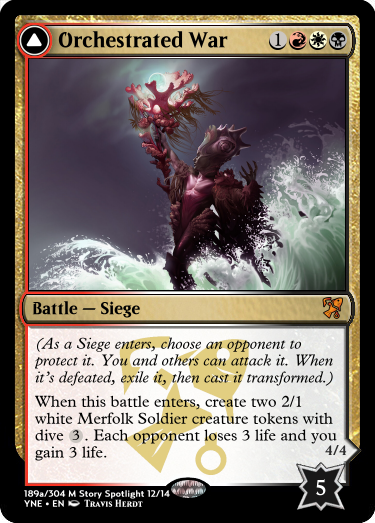 Orchestrated War 1
Battle — Siege
(As a Siege enters, choose an opponent to
protect it. You and others can attack it. When
it's defeated, exile it, then cast it transformed.)
When this battle enters, create two 2/1
white Merfolk Soldier creature tokens with
dive 3. Each opponent loses 3 life and you
gain 3 life.
4/4
5
189a/304 M Story Spotlight 12/14
YNE • EN Travis Herdt